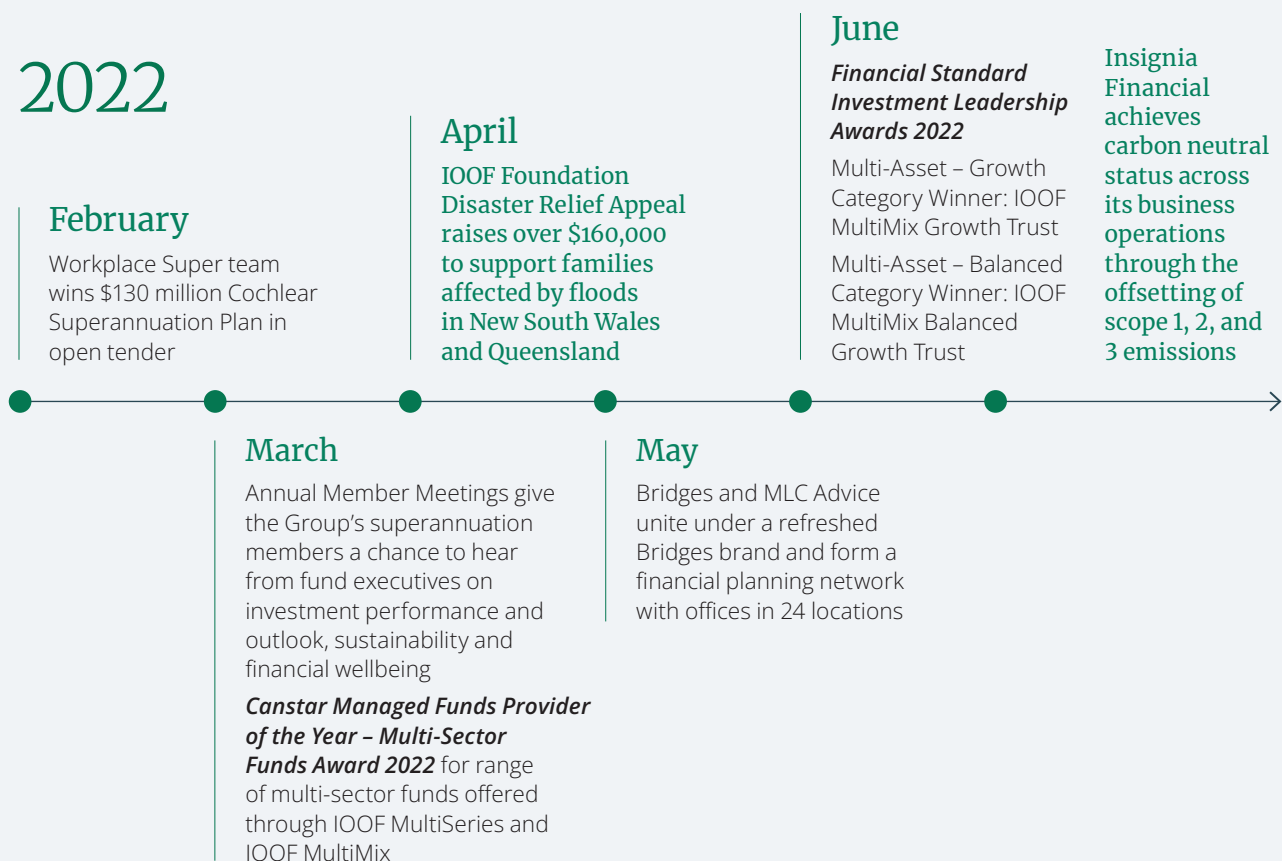 2022
February
Workplace Super team
wins $130 million Cochlear
Superannuation Plan in
open tender
March
Annual Member Meetings give
the Group’s superannuation
members a chance to hear
from fund executives on
investment performance and
outlook, sustainability and
financial wellbeing
Canstar Managed Funds Provider
of the Year – Multi-Sector
Funds Award 2022 for range
of multi-sector funds offered
through IOOF MultiSeries and
IOOF MultiMix
April
IOOF Foundation
Disaster Relief Appeal
raises over $160,000
to support families
affected by floods
in New South Wales
and Queensland
May
Bridges and MLC Advice
unite under a refreshed
Bridges brand and form a
financial planning network
with offices in 24 locations
June
Financial Standard
Investment Leadership
Awards 2022
Multi-Asset – Growth
Category Winner: IOOF
MultiMix Growth Trust
Multi-Asset – Balanced
Category Winner: IOOF
MultiMix Balanced
Growth Trust
Insignia
Financial
achieves
carbon neutral
status across
its business
operations
through the
offsetting of
scope 1, 2, and
3 emissions